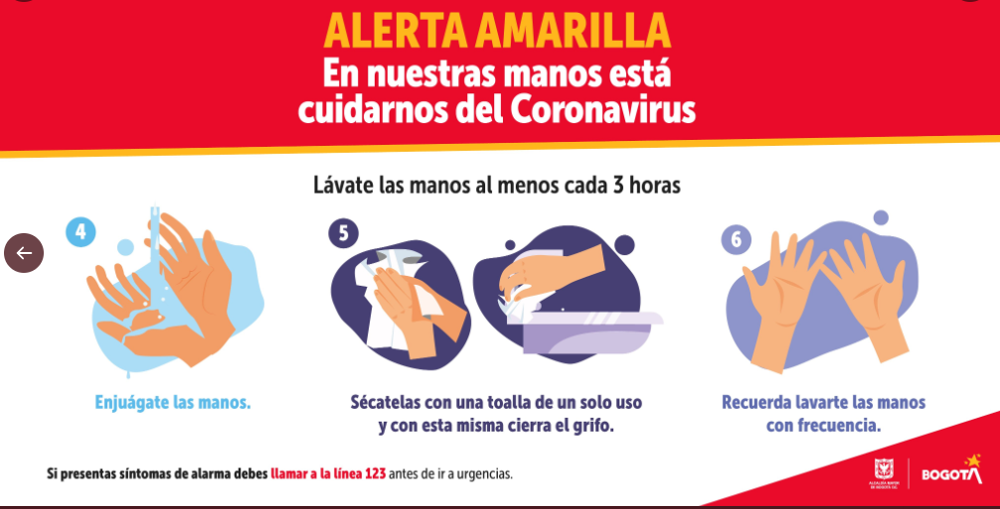 ALERTA AMARILLA
En nuestras manos está
cuidarnos del Coronavirus
Lávate las manos al menos cada 3 horas
4
Enjuágate las manos.
5
Sécatelas con una toalla de un solo uso
y con esta misma cierra el grifo.
6
Recuerda lavarte las manos
con frecuencia.
Si presentas síntomas de alarma debes llamar a la línea 123 antes de ir a urgencias.
ALCALDÍA MAYOR
DE BOGOTÁ D.C.
BOGOTÁ